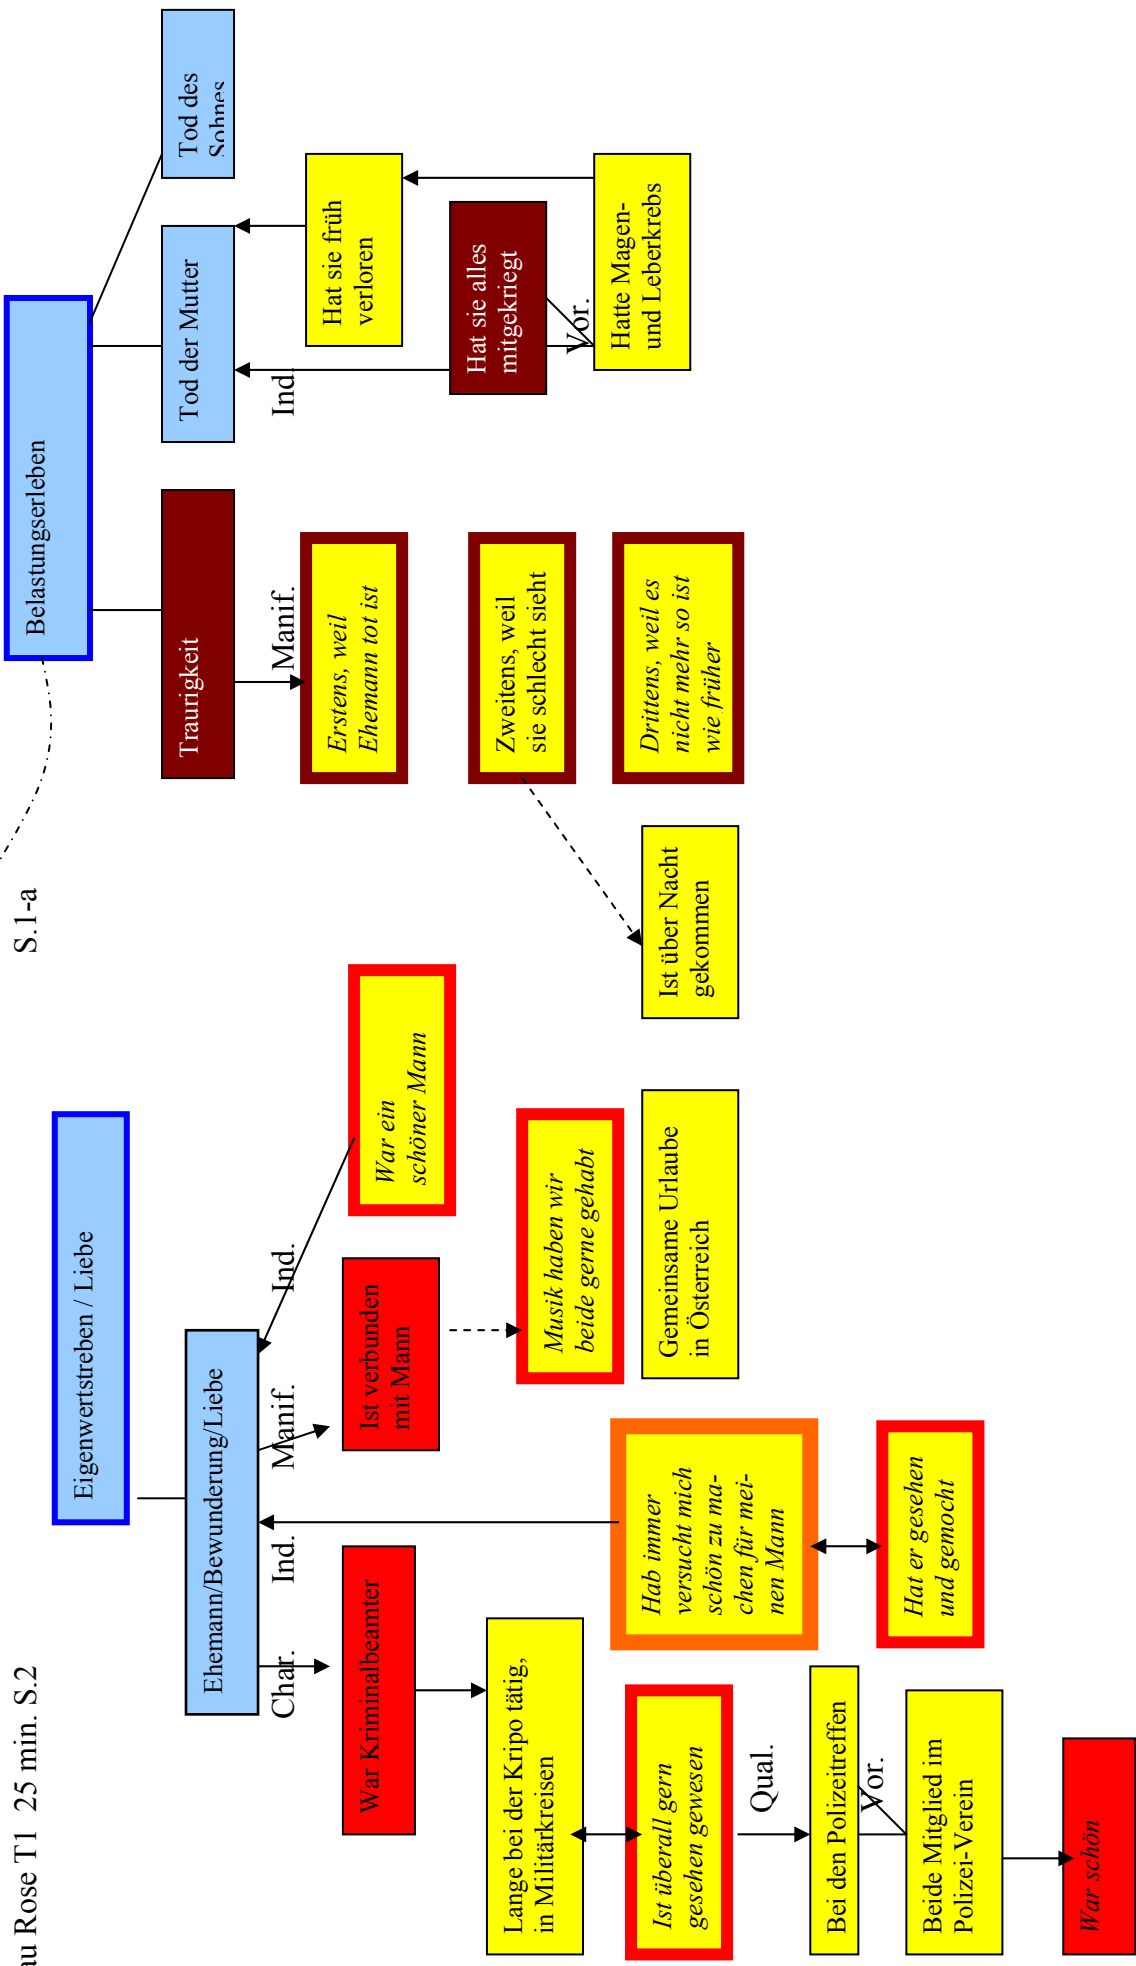 au Rose T1 25 min. S.2
S.1-a
Eigenwertstreben / Liebe
Belastungserleben
Ehemann/Bewunderung/Liebe
Traurigkeit
Tod der Mutter
Tod des
Sohnes
Char.
Ind.
Manif.
Ind.
Manif.
Ind.
War Kriminalbeamter
Ist verbunden
mit Mann
War ein
schöner Mann
Erstens, weil
Ehemann tot ist
Hat sie früh
verloren
Lange bei der Kripo tätig,
in Militärkreisen
Musik haben wir
beide gerne gehabt
Zweitens, weil
sie schlecht sieht
Hat sie alles
mitgekriegt
Vor.
Ist überall gern
gesehen gewesen
Hab immer
versucht mich
schön zu ma-
chen für mei-
nen Mann
Gemeinsame Urlaube
in Österreich
Ist über Nacht
gekommen
Drittens, weil es
nicht mehr so ist
wie früher
Hatte Magen-
und Leberkrebs
Qual.
Bei den Polizeitreffen
Vor.
Hat er gesehen
und gemocht
Beide Mitglied im
Polizei-Verein
War schön